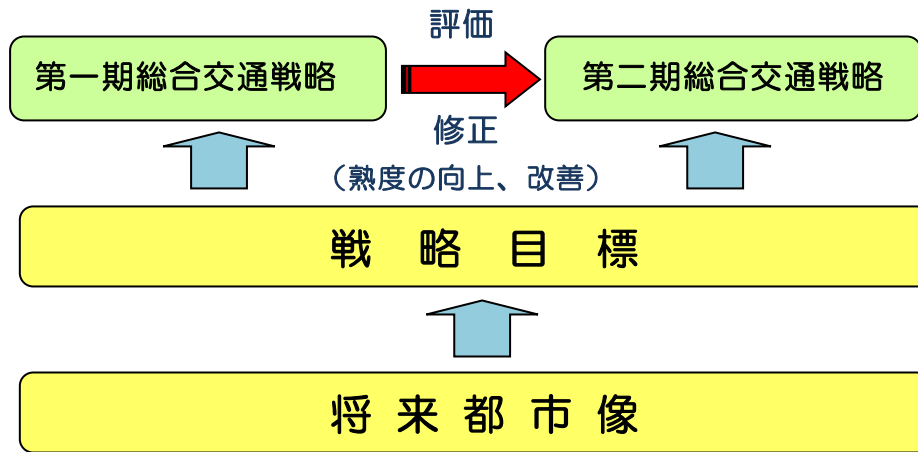 評価
第一期総合交通戦略
第二期総合交通戦略
修正
（熟度の向上、改善）
戦略目標
将来都市像